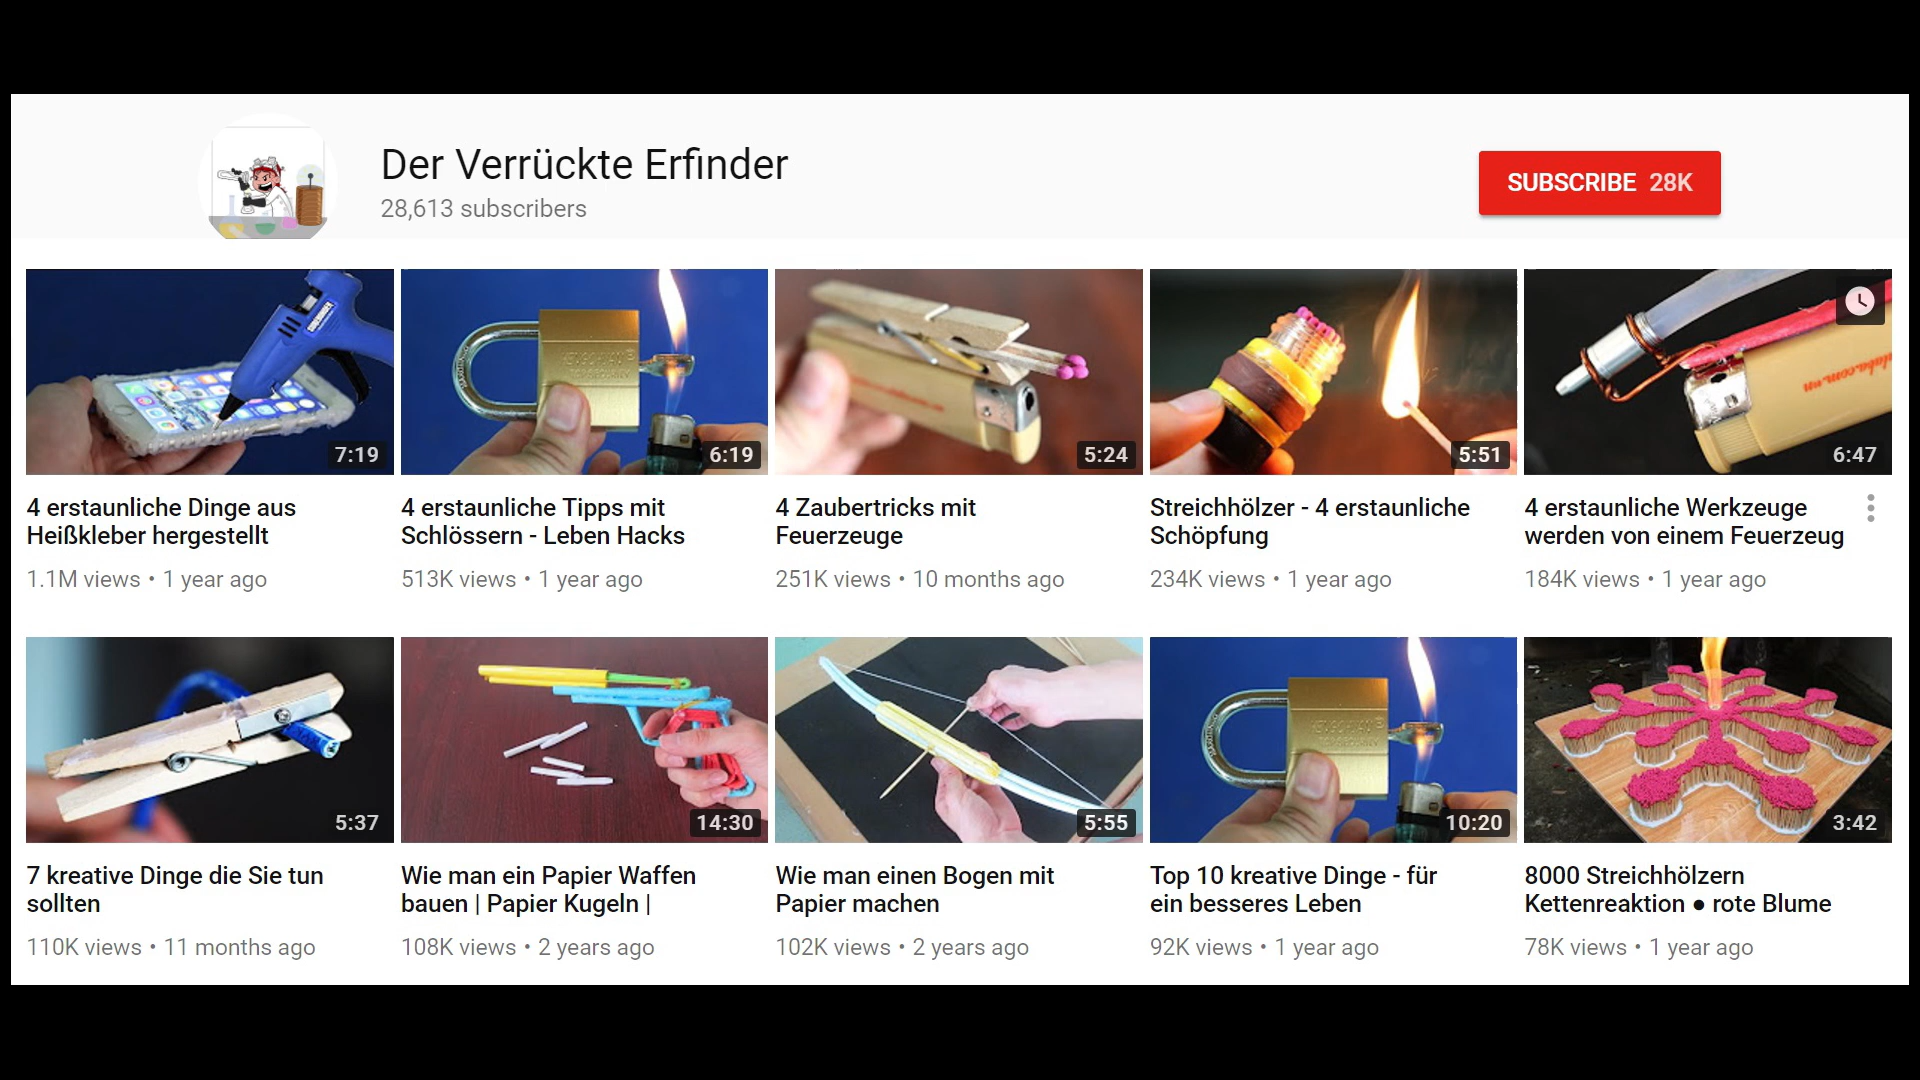 Der Verrückte Erfinder
28,613 subscribers
SUBSCRIBE 28K
7:19
6:19
5:24
5:51
6:47
4 erstaunliche Dinge aus
Heißkleber hergestellt
1.1M views • 1 year ago
4 erstaunliche Tipps mit
Schlössern - Leben Hacks
513K views • 1 year ago
4 Zaubertricks mit
Feuerzeuge
251K views • 10 months ago
Streichhölzer - 4 erstaunliche
Schöpfung
234K views • 1 year ago
4 erstaunliche Werkzeuge
werden von einem Feuerzeug
184K views • 1 year ago
5:37
14:30
5:55
10:20
3:42
7 kreative Dinge die Sie tun
sollten
110K views • 11 months ago
Wie man ein Papier Waffen
bauen | Papier Kugeln |
108K views • 2 years ago
Wie man einen Bogen mit
Papier machen
102K views • 2 years ago
Top 10 kreative Dinge - für
ein besseres Leben
92K views • 1 year ago
8000 Streichhölzern
Kettenreaktion ● rote Blume
78K views • 1 year ago